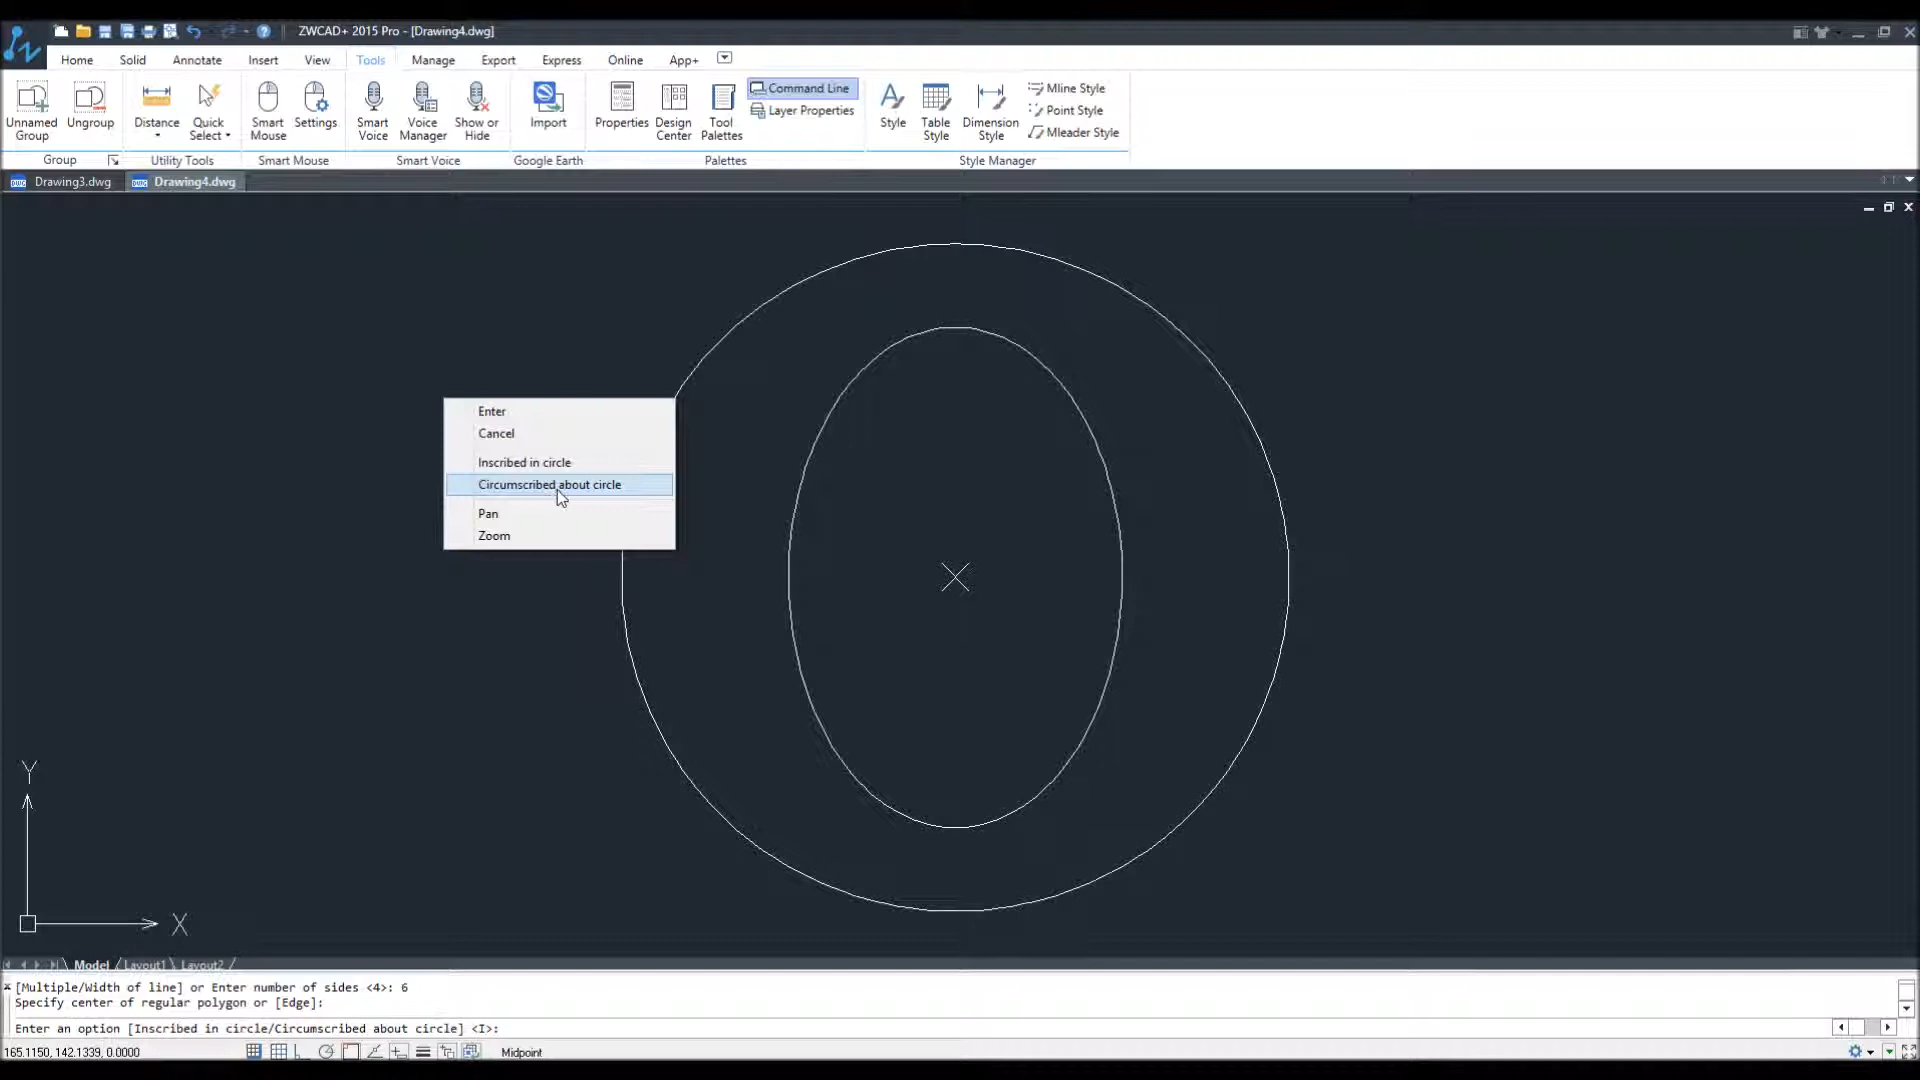 ZWCAD+ 2015 Pro - [Drawing4.dwg]
Home Solid Annotate Insert View Tools Manage Export Express Online App+
Unnamed Group
Ungroup
Distance
Quick Select
Smart Mouse
Settings
Smart Voice
Voice Manager
Show or Hide
Import
Properties
Design Center
Tool Palettes
Command Line
Layer Properties
Style
Table Style
Dimension Style
Mline Style
Point Style
Mleader Style
Group Utility Tools Smart Mouse Smart Voice Google Earth Palettes Style Manager
Drawing3.dwg Drawing4.dwg
Enter
Cancel
Inscribed in circle
Circumscribed about circle
Pan
Zoom
Y
X
Model Layout1 Layout2
[Multiple/Width of line] or Enter number of sides <4>: 6
Specify center of regular polygon or [Edge]:
Enter an option [Inscribed in circle/Circumscribed about circle] <I>:
165.1150, 142.1339, 0.0000 Midpoint